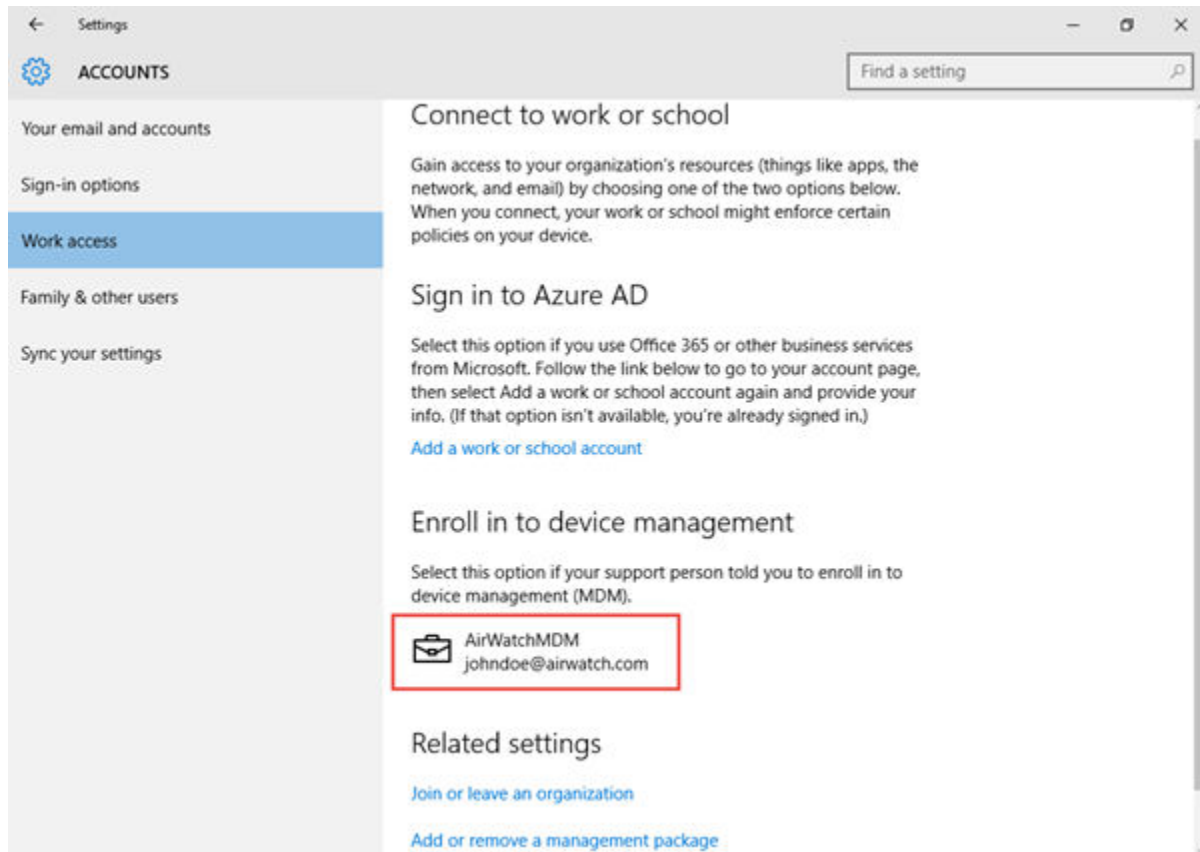 Settings
ACCOUNTS
Find a setting
Your email and accounts
Sign-in options
Work access
Family & other users
Sync your settings
Connect to work or school
Gain access to your organization's resources (things like apps, the
network, and email) by choosing one of the two options below.
When you connect, your work or school might enforce certain
policies on your device.
Sign in to Azure AD
Select this option if you use Office 365 or other business services
from Microsoft. Follow the link below to go to your account page,
then select Add a work or school account again and provide your
info. (If that option isn't available, you're already signed in.)
Add a work or school account
Enroll in to device management
Select this option if your support person told you to enroll in to
device management (MDM).
AirWatchMDM
johndoe@airwatch.com
Related settings
Join or leave an organization
Add or remove a management package